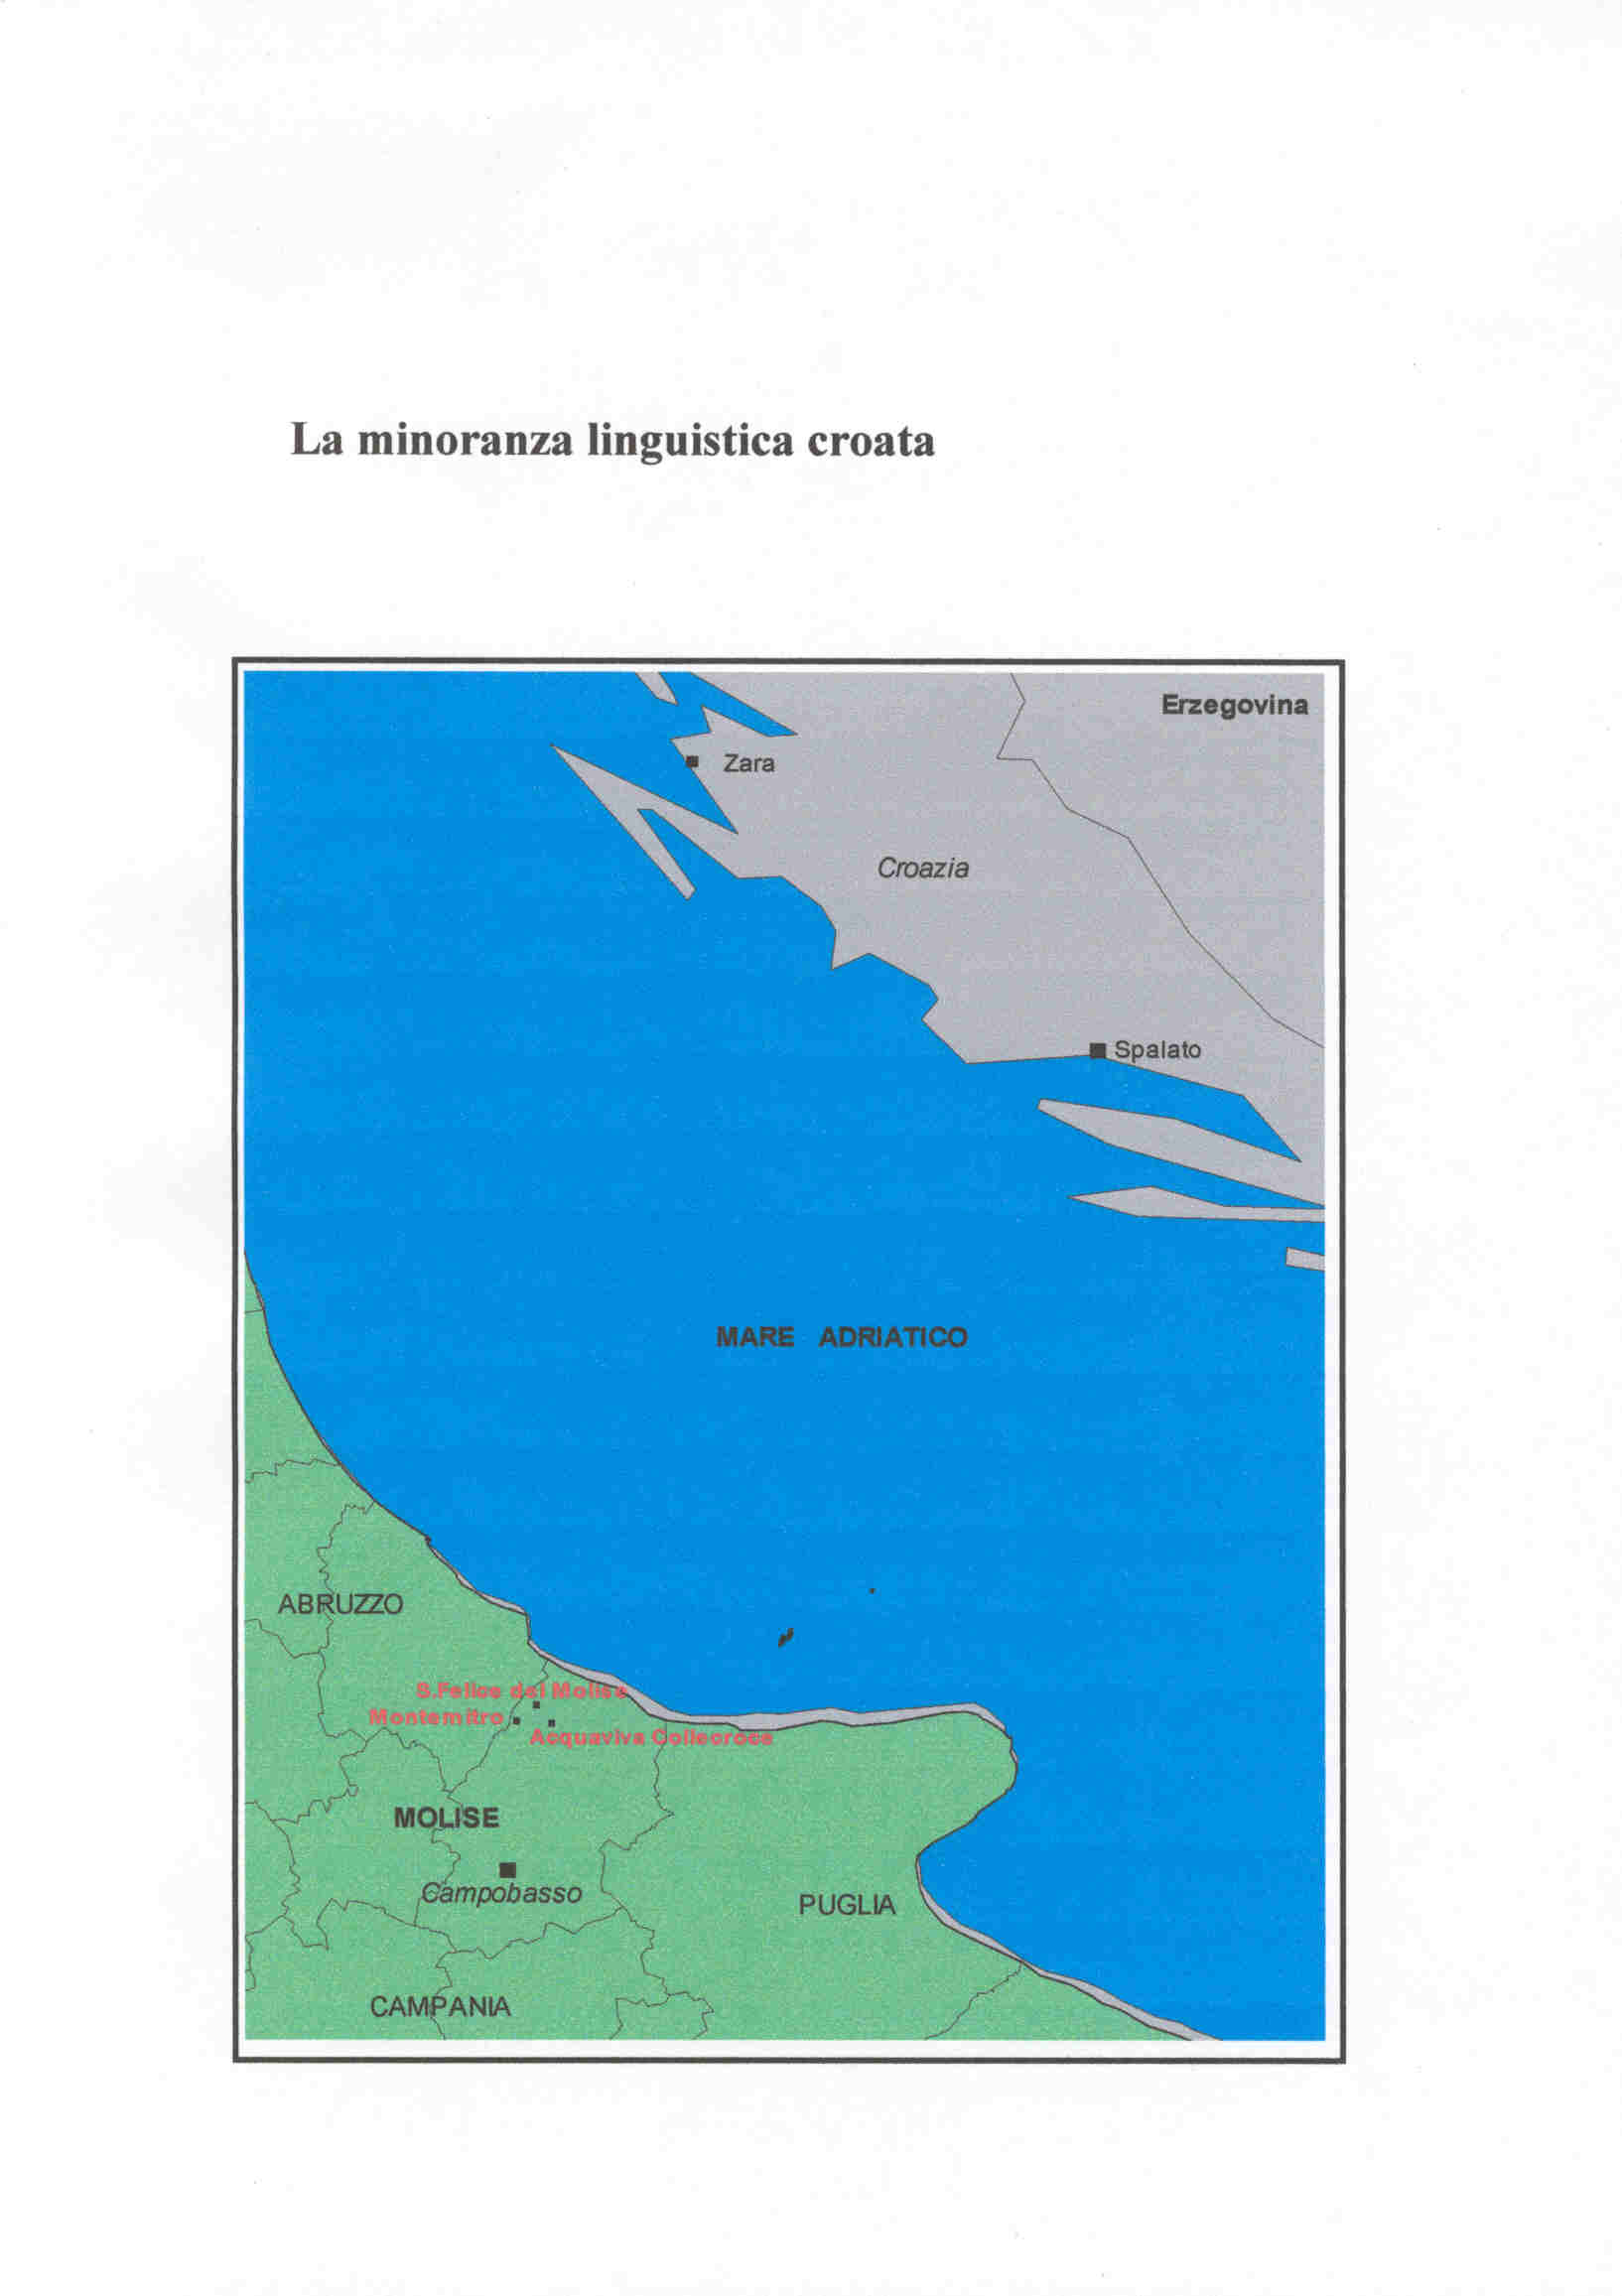 La minoranza linguistica croata
Erzegovina
Zara
Croazia
Spalato
MARE ADRIATICO
ABRUZZO
S.Felice del Molise
Montemitro
Acquaviva Collecroce
MOLISE
Campobasso
PUGLIA
CAMPANIA